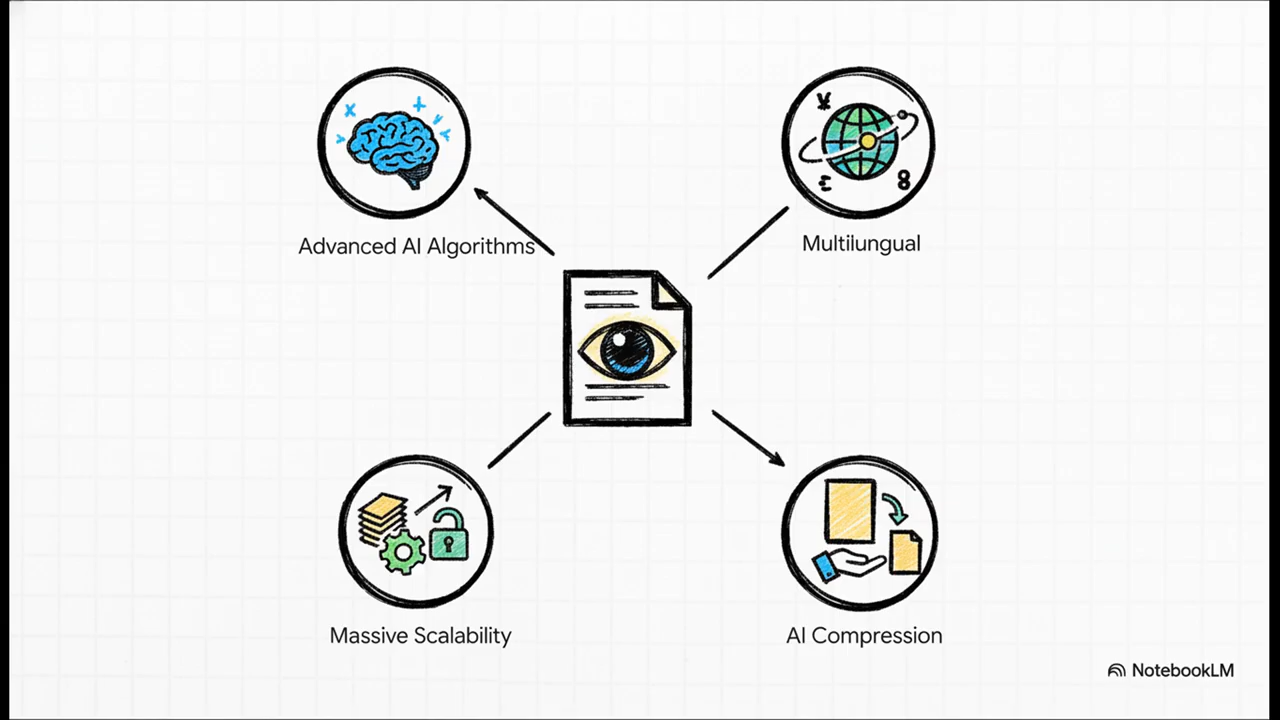 Advanced AI Algorithms
Multilungual
Massive Scalability
AI Compression
NotebookLM